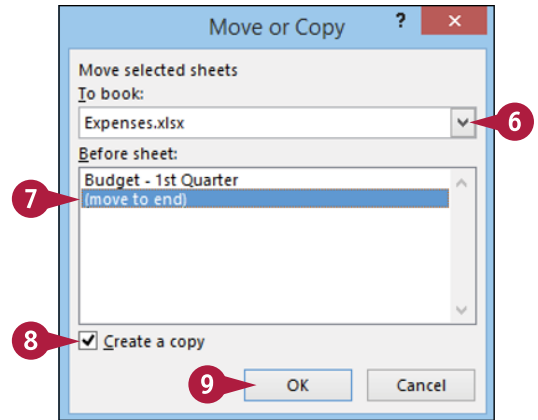 Move or Copy ? ×
Move selected sheets
To book:
Expenses.xlsx
6
Before sheet:
Budget - 1st Quarter
7
(move to end)
8
Create a copy
9
OK Cancel